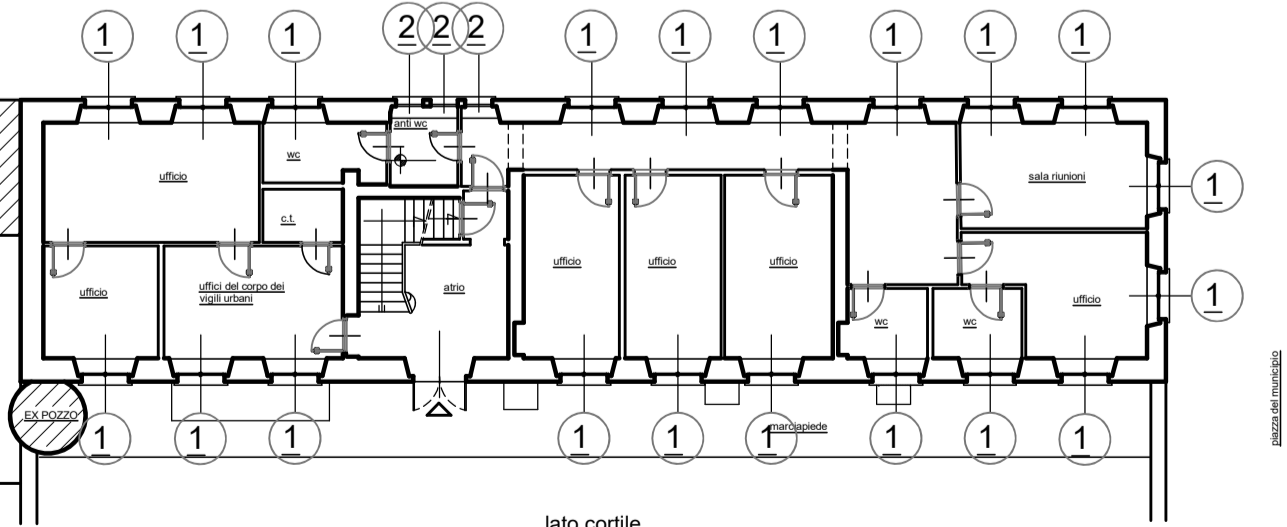 1 1 1 2 2 2 1 1 1 1 1 1
anti wc
wc
ufficio
sala riunioni
1
c.t.
ufficio
uffici del corpo dei
vigili urbani
atrio
ufficio
ufficio
ufficio
ufficio
1
wc
wc
EX POZZO
marciapiede
1 1 1 1 1 1 1 1 1
piazza del municipio
lato cortile